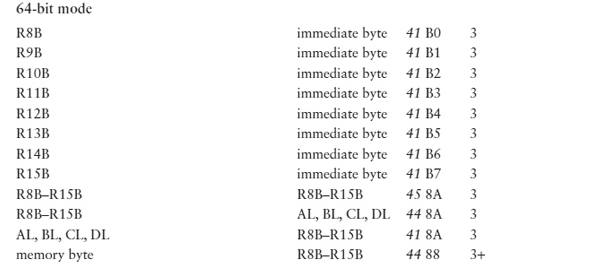 64-bit mode
R8B immediate byte 41 B0 3
R9B immediate byte 41 B1 3
R10B immediate byte 41 B2 3
R11B immediate byte 41 B3 3
R12B immediate byte 41 B4 3
R13B immediate byte 41 B5 3
R14B immediate byte 41 B6 3
R15B immediate byte 41 B7 3
R8B–R15B R8B–R15B 45 8A 3
R8B–R15B AL, BL, CL, DL 44 8A 3
AL, BL, CL, DL R8B–R15B 41 8A 3
memory byte R8B–R15B 44 88 3+